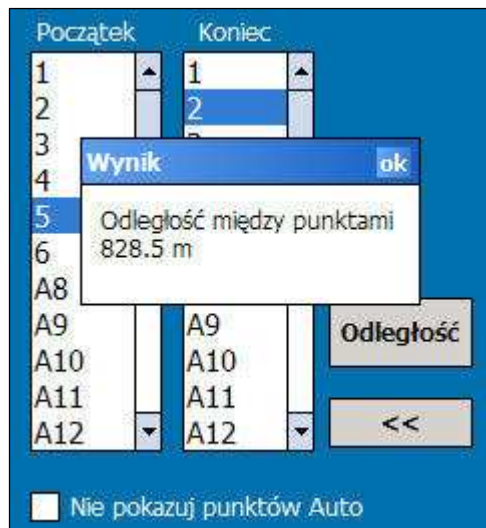 Początek Koniec
1 1
2 2
3
4
5
6
A8
A9 A9
A10 A10
A11 A11
A12 A12
Wynik ok
Odległość między punktami
828.5 m
Odległość
<<
Nie pokazuj punktów Auto